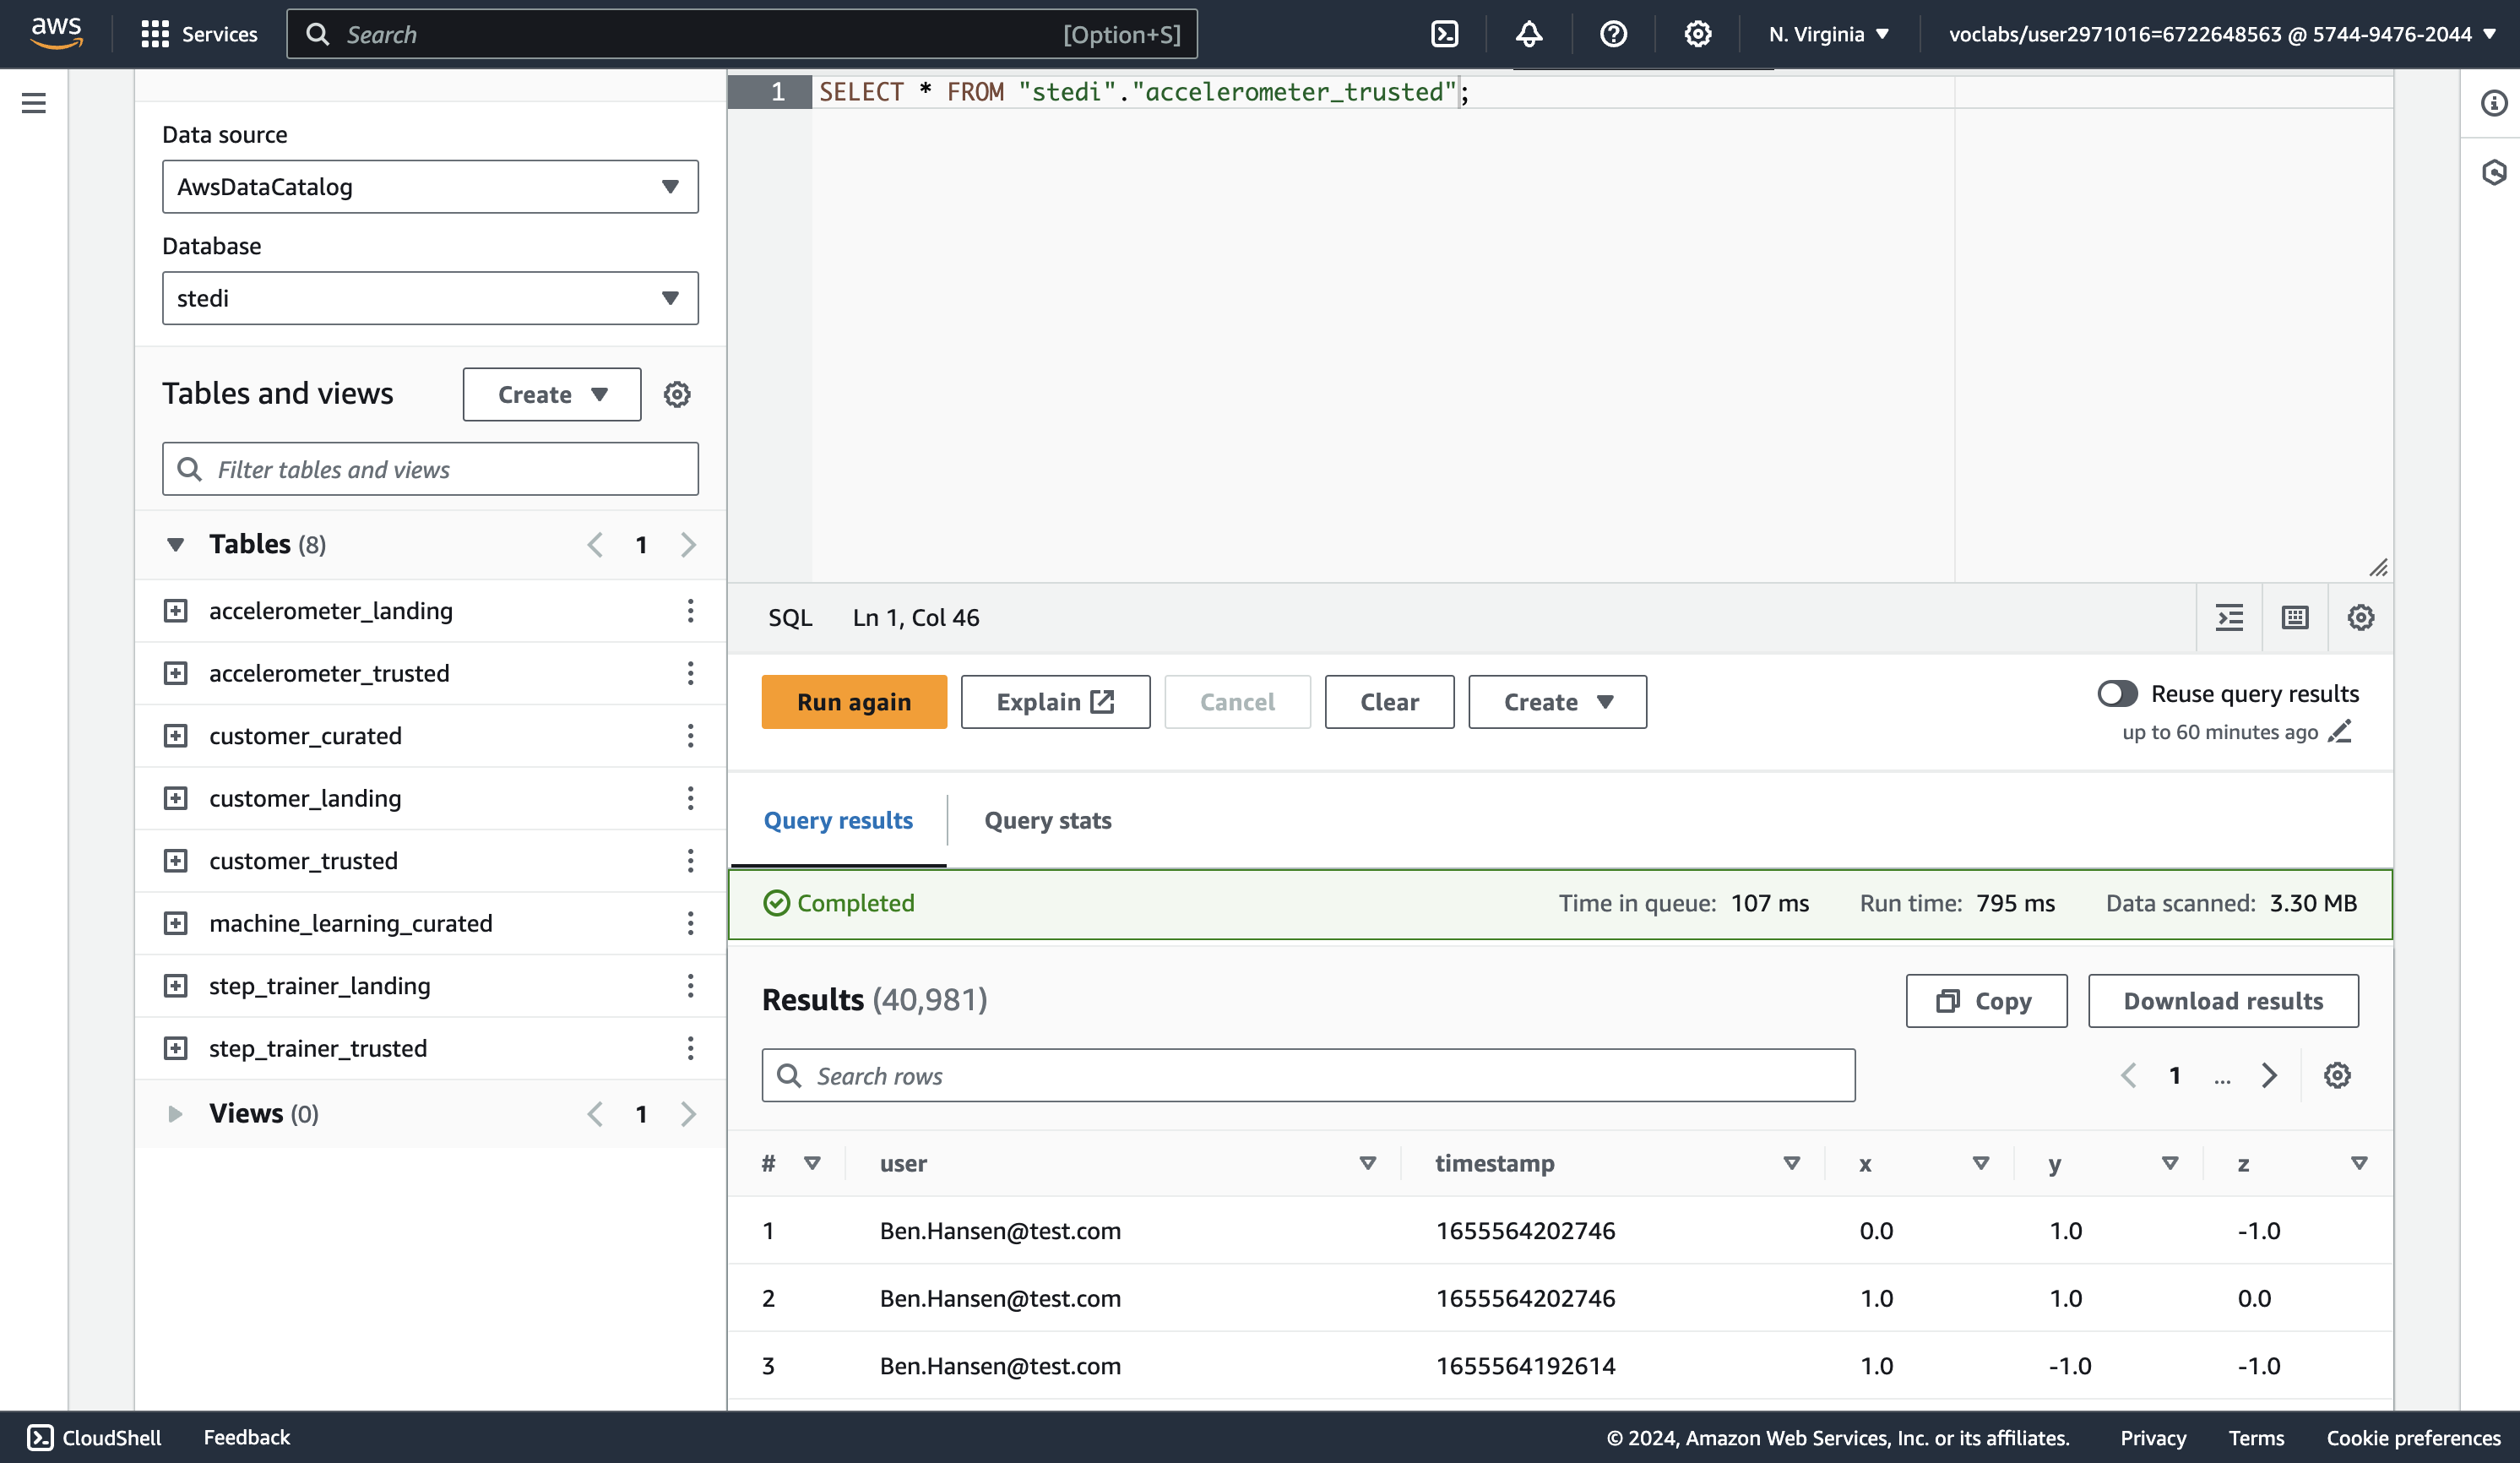 aws Services Search [Option+S] N. Virginia voclabs/user2971016=6722648563 @ 5744-9476-2044
Data source
AwsDataCatalog
Database
stedi
Tables and views Create
Filter tables and views
Tables (8) 1
accelerometer_landing
accelerometer_trusted
customer_curated
customer_landing
customer_trusted
machine_learning_curated
step_trainer_landing
step_trainer_trusted
Views (0) 1
1 SELECT * FROM "stedi"."accelerometer_trusted";
SQL Ln 1, Col 46
Run again Explain Cancel Clear Create
Reuse query results
up to 60 minutes ago
Query results Query stats
Completed Time in queue: 107 ms Run time: 795 ms Data scanned: 3.30 MB
Results (40,981) Copy Download results
Search rows 1 ...
# user timestamp x y z
1 Ben.Hansen@test.com 1655564202746 0.0 1.0 -1.0
2 Ben.Hansen@test.com 1655564202746 1.0 1.0 0.0
3 Ben.Hansen@test.com 1655564192614 1.0 -1.0 -1.0
CloudShell Feedback © 2024, Amazon Web Services, Inc. or its affiliates. Privacy Terms Cookie preferences